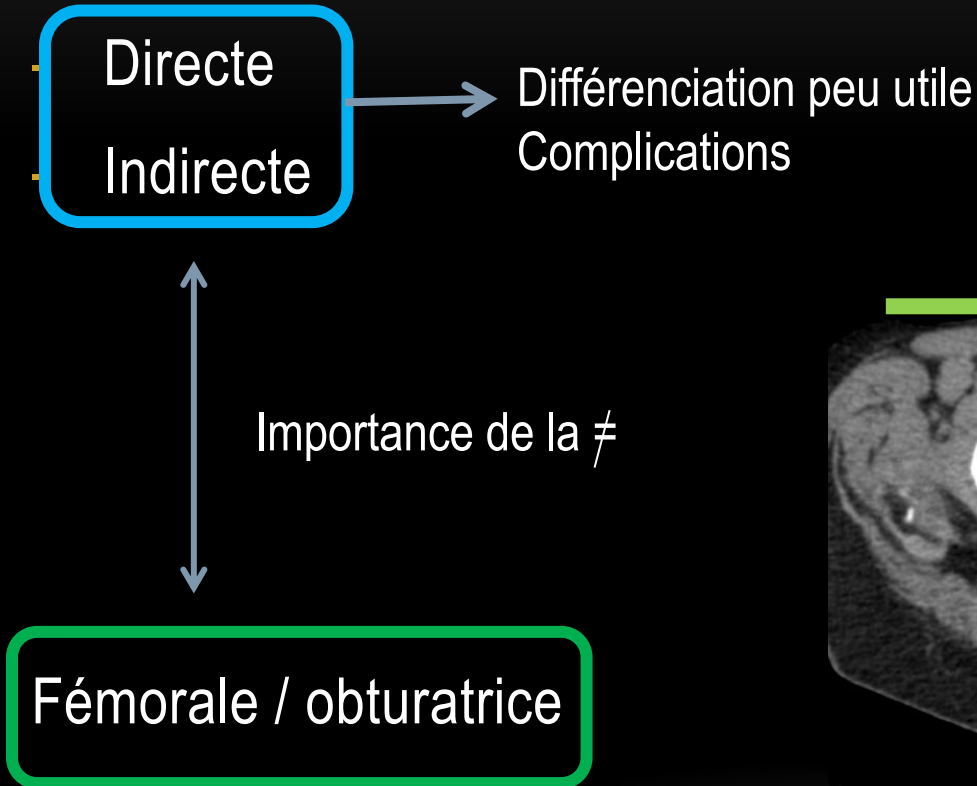 Directe
Indirecte
Différenciation peu utile
Complications
Importance de la ≠
Fémorale / obturatrice